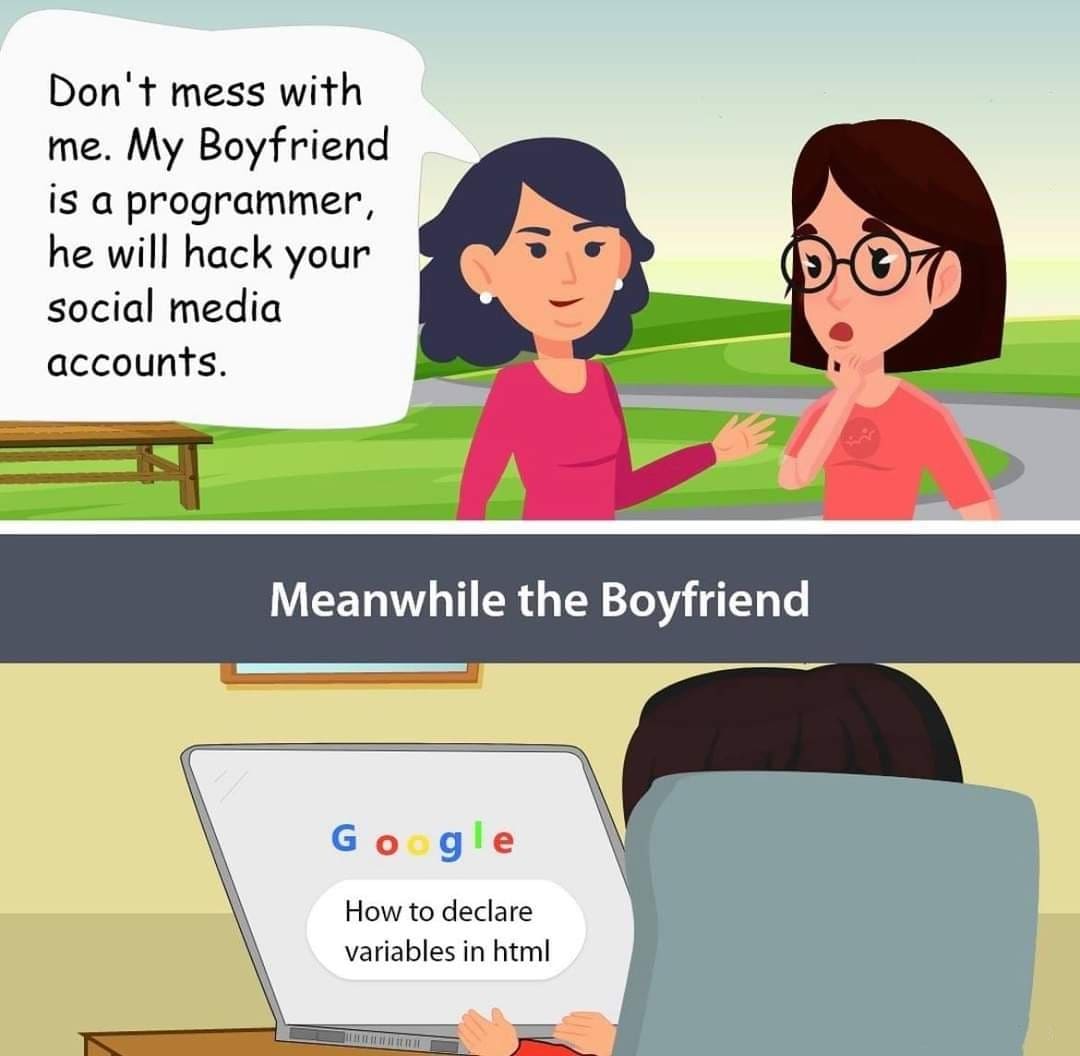 Don't mess with
me. My Boyfriend
is a programmer,
he will hack your
social media
accounts.
Meanwhile the Boyfriend
Google
How to declare
variables in html